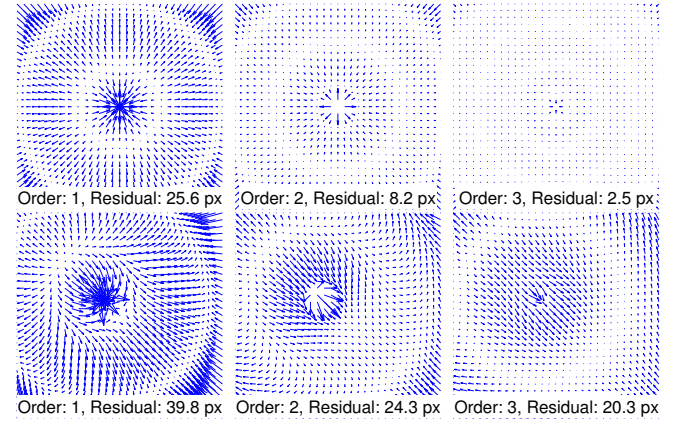 Order: 1, Residual: 25.6 px
Order: 2, Residual: 8.2 px
Order: 3, Residual: 2.5 px
Order: 1, Residual: 39.8 px
Order: 2, Residual: 24.3 px
Order: 3, Residual: 20.3 px